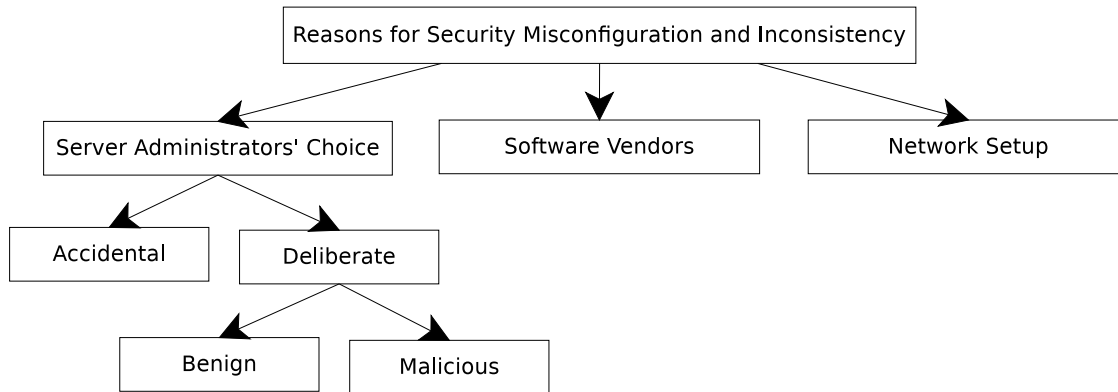 Reasons for Security Misconfiguration and Inconsistency
Server Administrators' Choice
Software Vendors
Network Setup
Accidental
Deliberate
Benign
Malicious